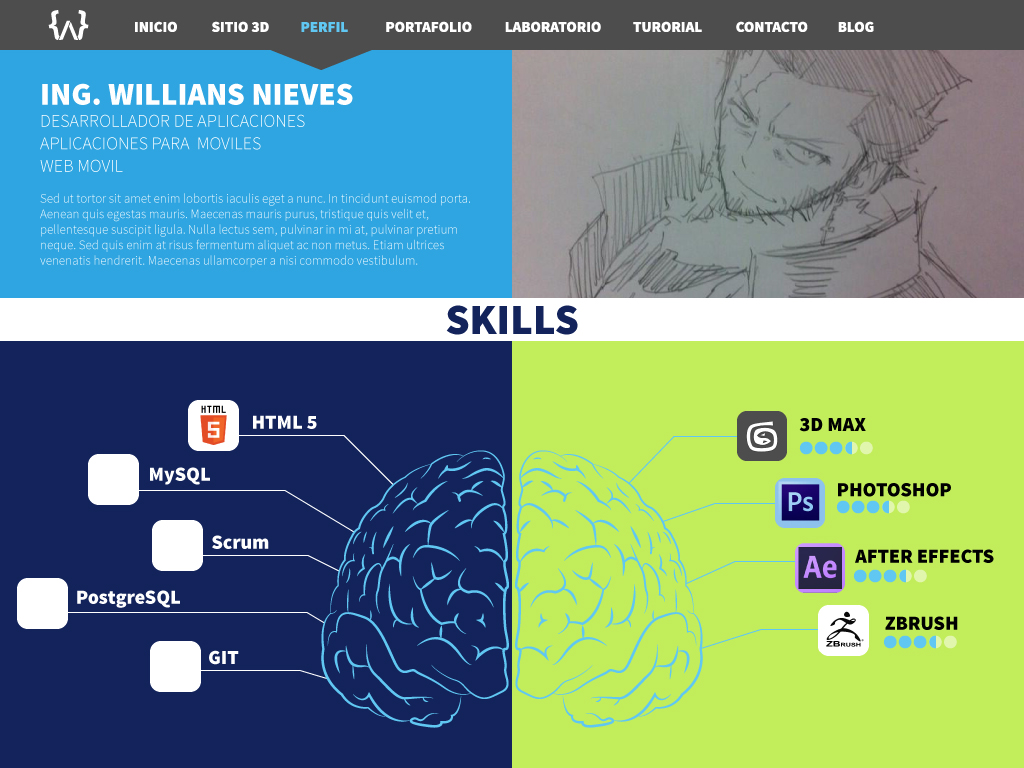 {W}
INICIO SITIO 3D PERFIL PORTAFOLIO LABORATORIO TURORIAL CONTACTO BLOG
ING. WILLIANS NIEVES
DESARROLLADOR DE APLICACIONES
APLICACIONES PARA MOVILES
WEB MOVIL
Sed ut tortor sit amet enim lobortis iaculis eget a nunc. In tincidunt euismod porta.
Aenean quis egestas mauris. Maecenas mauris purus, tristique quis velit et,
pellentesque suscipit ligula. Nulla lectus sem, pulvinar in mi at, pulvinar pretium
neque. Sed quis enim at risus fermentum aliquet ac non metus. Etiam ultrices
venenatis hendrerit. Maecenas ullamcorper a nisi commodo vestibulum.
SKILLS
HTML
5
HTML 5
MySQL
Scrum
PostgreSQL
GIT
3D MAX
Ps
PHOTOSHOP
Ae
AFTER EFFECTS
ZBRUSH
ZBRUSH